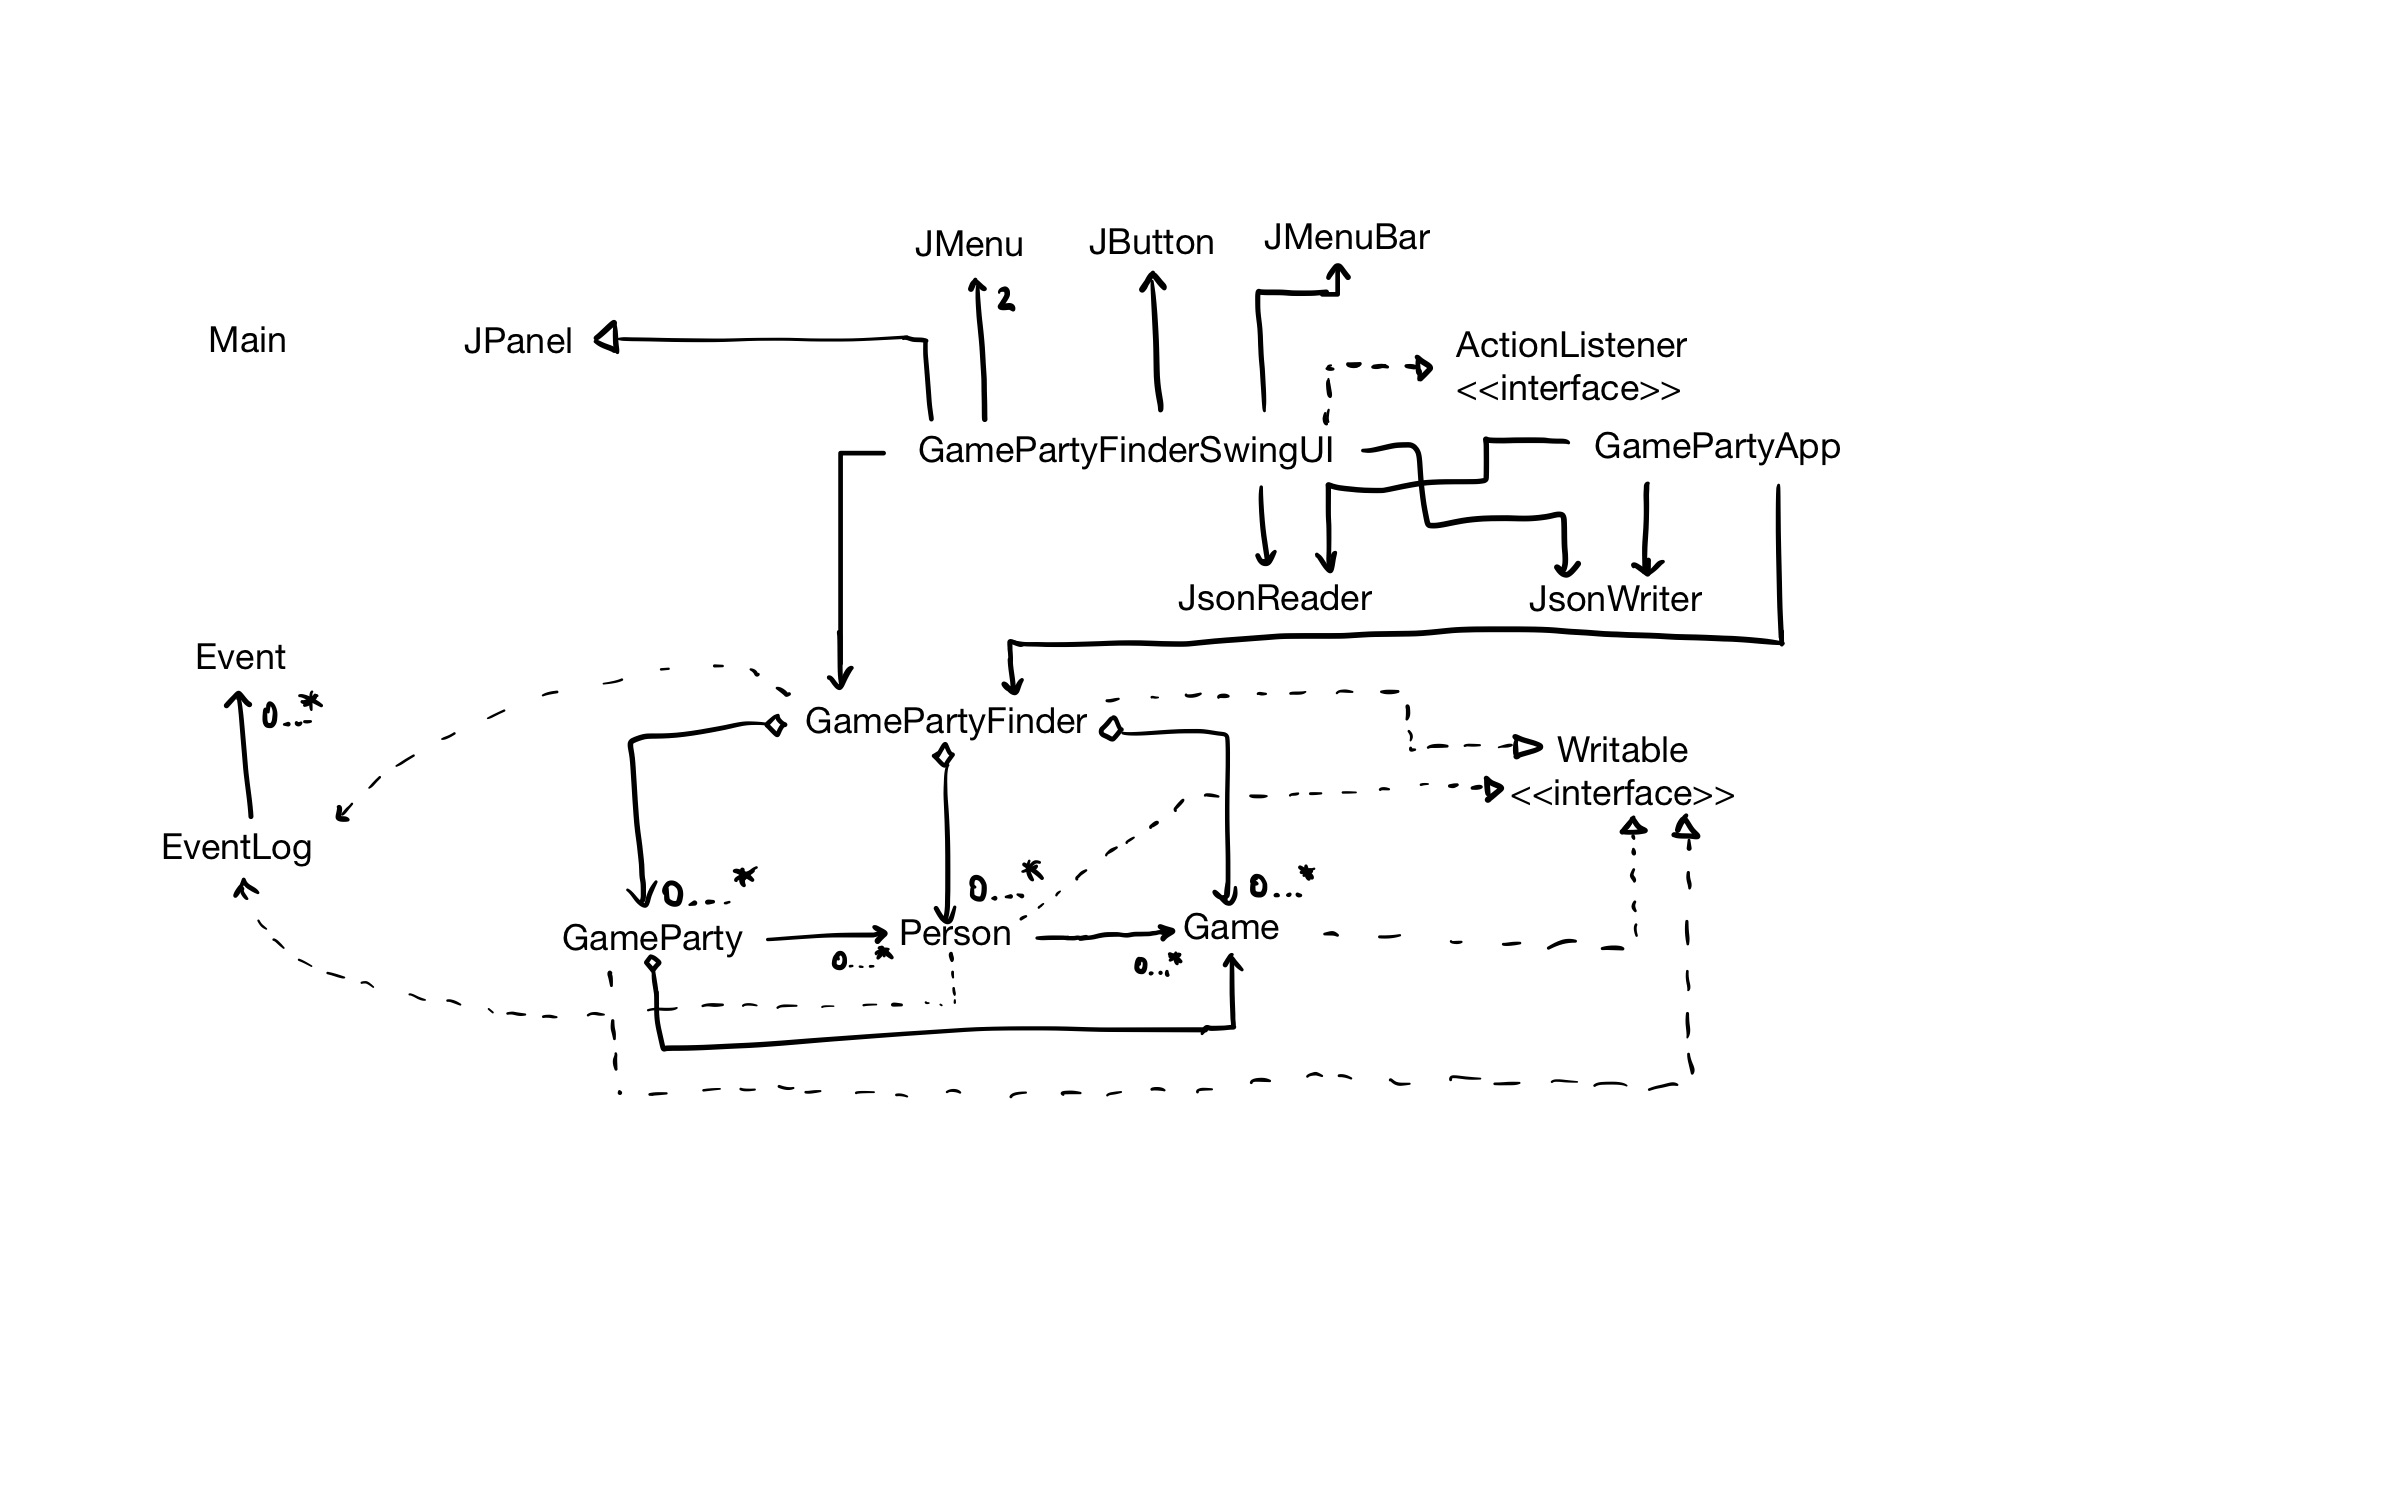 JMenu
JButton
JMenuBar
2
Main
JPanel
ActionListener
<<interface>>
GamePartyFinderSwingUI
GamePartyApp
JsonReader
JsonWriter
Event
0...*
GamePartyFinder
Writable
<<interface>>
EventLog
0....*
0....*
0...*
GameParty
Person
Game
0....*
0...*